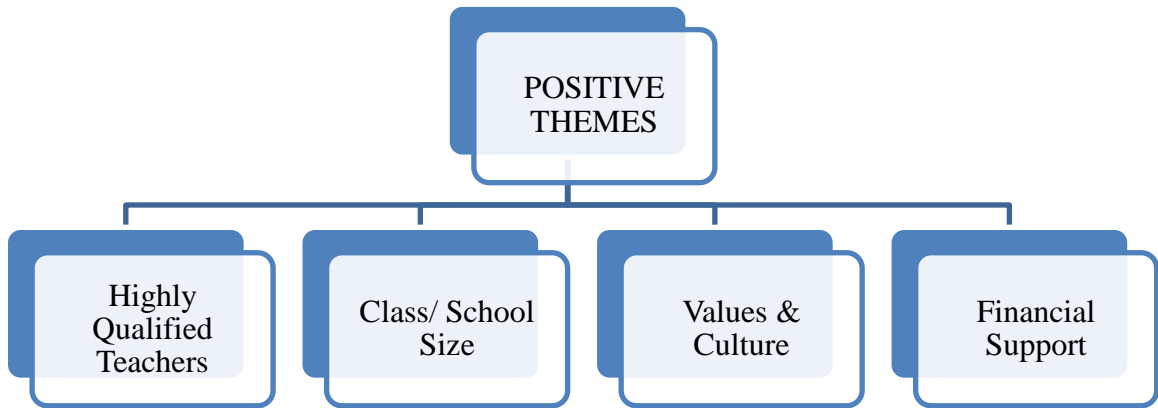 POSITIVE
THEMES
Highly
Qualified
Teachers
Class/ School
Size
Values &
Culture
Financial
Support